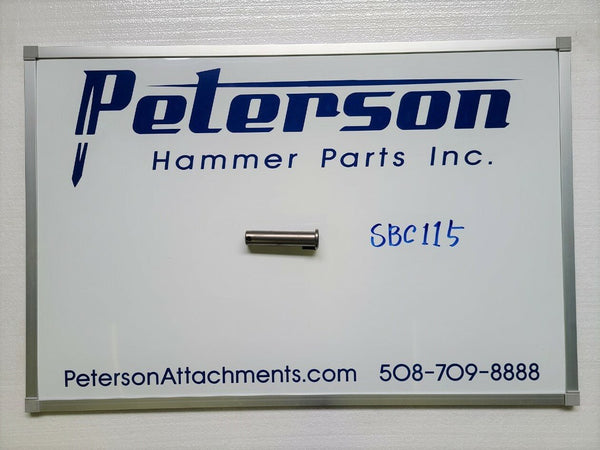 Peterson
Hammer Parts Inc.
SBC115
PetersonAttachments.com 508-709-8888